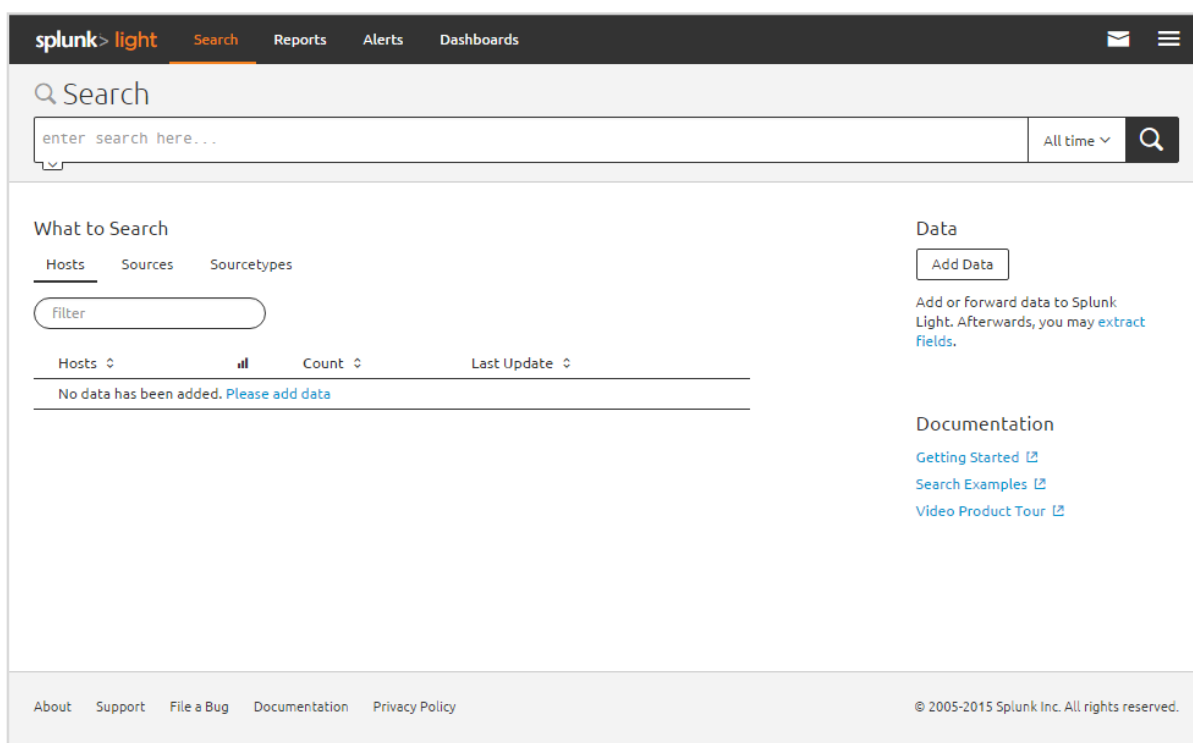 splunk> light Search Reports Alerts Dashboards
Search
enter search here... All time
What to Search
Hosts Sources Sourcetypes
filter
Hosts Count Last Update
No data has been added. Please add data
Data
Add Data
Add or forward data to Splunk
Light. Afterwards, you may extract
fields.
Documentation
Getting Started
Search Examples
Video Product Tour
About Support File a Bug Documentation Privacy Policy © 2005-2015 Splunk Inc. All rights reserved.